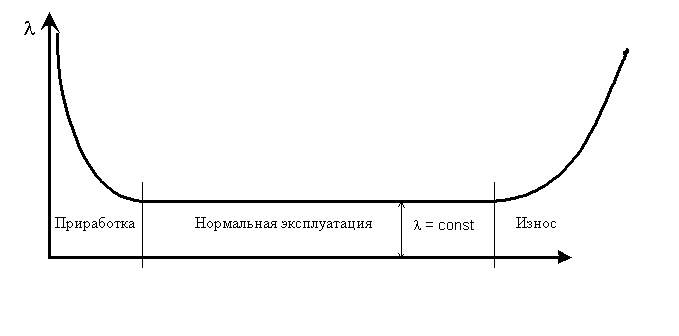 λ
Приработка
Нормальная эксплуатация
λ = const
Износ